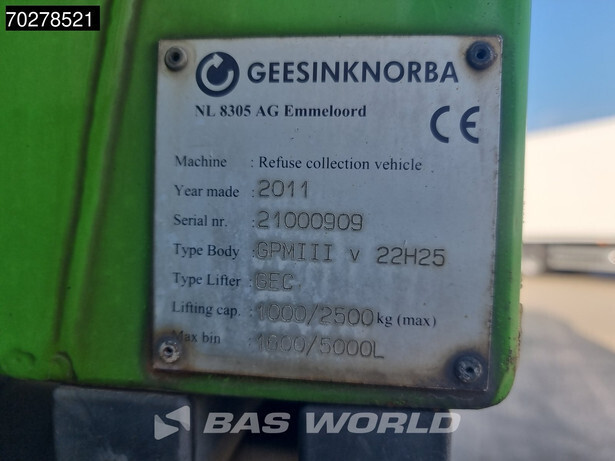 70278521
GEESINKNORBA
NL 8305 AG Emmeloord
CE
Machine : Refuse collection vehicle
Year made : 2011
Serial nr. : 21000909
Type Body : GPMIII v 22H25
Type Lifter : GEC
Lifting cap. : 1000/2500 kg (max)
Max bin 1600/5000L
BAS WORLD